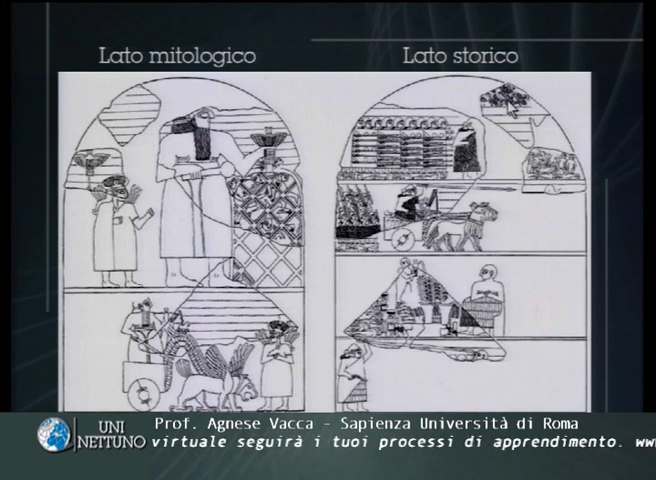 Lato mitologico
Lato storico
UNI
NETTUNO
Prof. Agnese Vacca - Sapienza Università di Roma
virtuale seguirà i tuoi processi di apprendimento. www